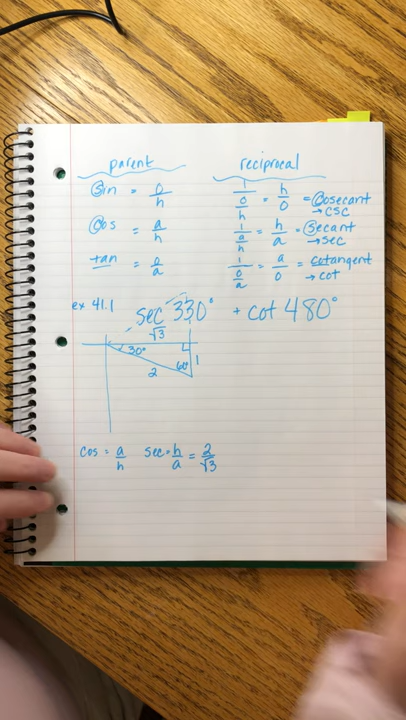 parent reciprocal
sin = o/h 1/(o/h) = h/o = Cosecant → csc
Cos = a/h 1/(a/h) = h/a = Secant → sec
tan = o/a 1/(o/a) = a/o = cotangent → cot
ex 41.1 sec 330° + cot 480°
√3
30° 60° 1
2
cos = a/h sec = h/a = 2/√3